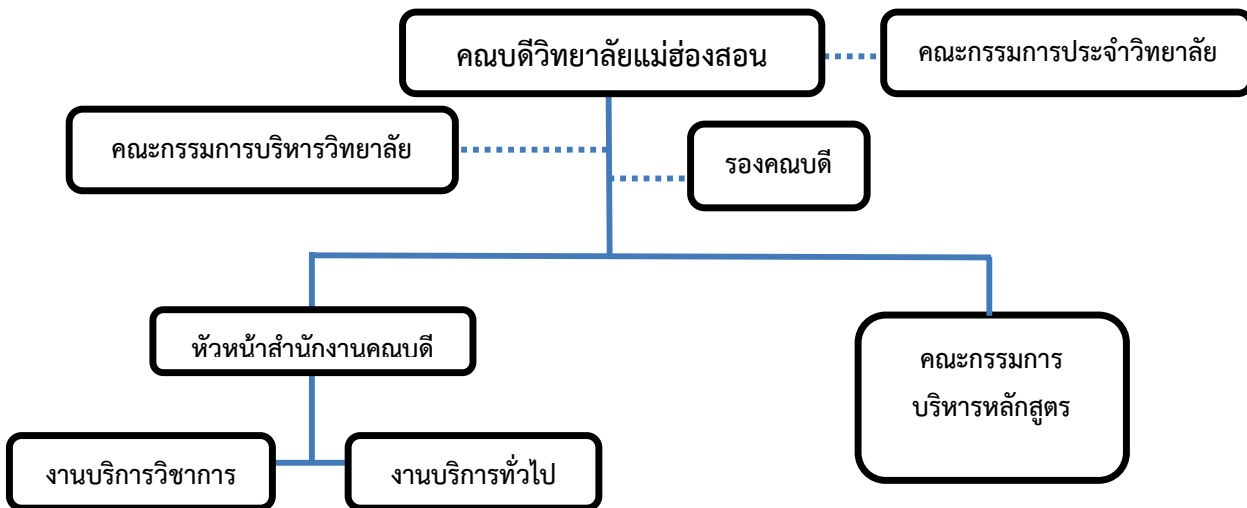 คณบดีวิทยาลัยแม่ฮ่องสอน
คณะกรรมการประจำวิทยาลัย
คณะกรรมการบริหารวิทยาลัย
รองคณบดี
หัวหน้าสำนักงานคณบดี
คณะกรรมการ
บริหารหลักสูตร
งานบริการวิชาการ
งานบริการทั่วไป